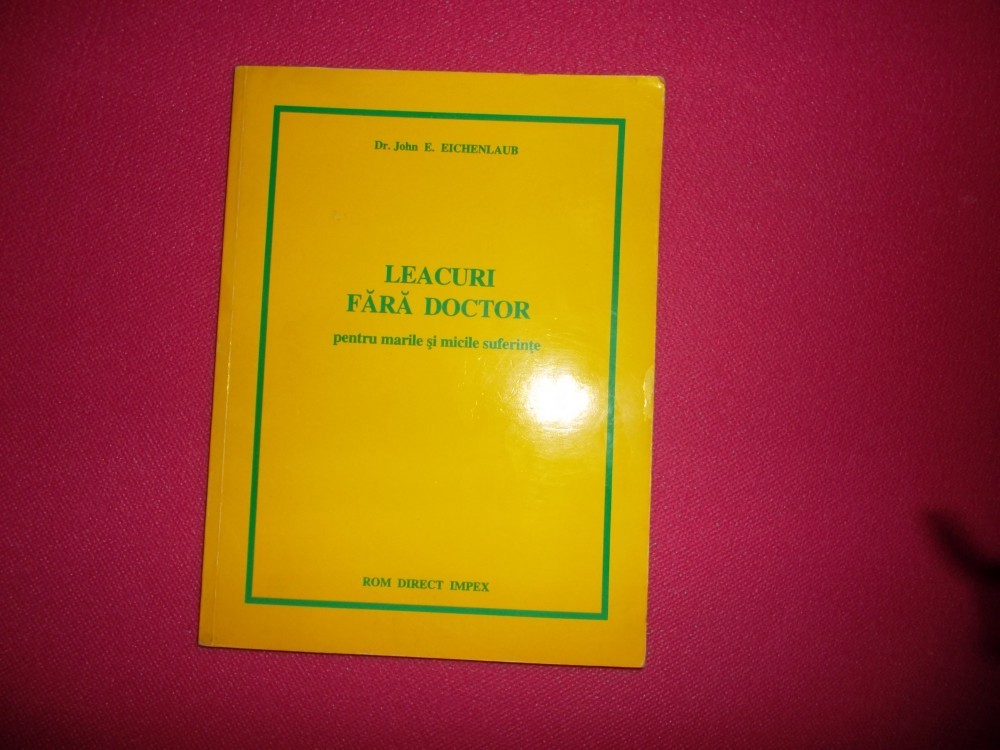 Dr. John E. EICHENLAUB
LEACURI
FĂRĂ DOCTOR
pentru marile și micile suferințe
ROM DIRECT IMPEX